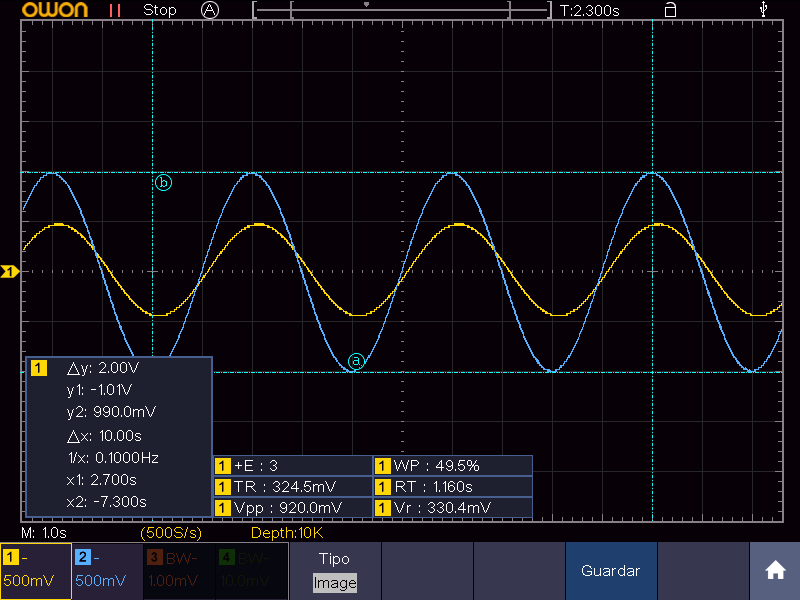 OWON Stop A T:2.300s
b
1
a
1 △y: 2.00V
y1: -1.01V
y2: 990.0mV
△x: 10.00s
1/x: 0.1000Hz
x1: 2.700s
x2: -7.300s
1 +E : 3 1 WP : 49.5%
1 TR : 324.5mV 1 RT : 1.160s
1 Vpp : 920.0mV 1 Vr : 330.4mV
M: 1.0s (500S/s) Depth:10K
1 - 2 - 3 BW- 4 BW- Tipo
500mV 500mV 1.00mV 10.0mV Image
Guardar